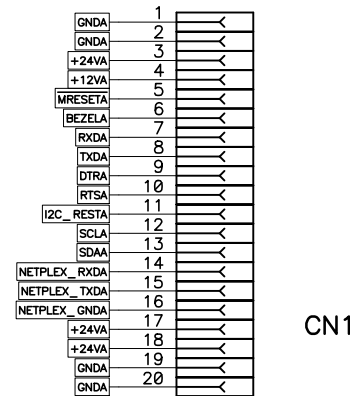 GNDA 1
GNDA 2
+24VA 3
+12VA 4
MRESETA 5
BEZELA 6
RXDA 7
TXDA 8
DTRA 9
RTSA 10
I2C_RESTA 11
SCLA 12
SDAA 13
NETPLEX_RXDA 14
NETPLEX_TXDA 15
NETPLEX_GNDA 16
+24VA 17
+24VA 18
GNDA 19
GNDA 20
CN1